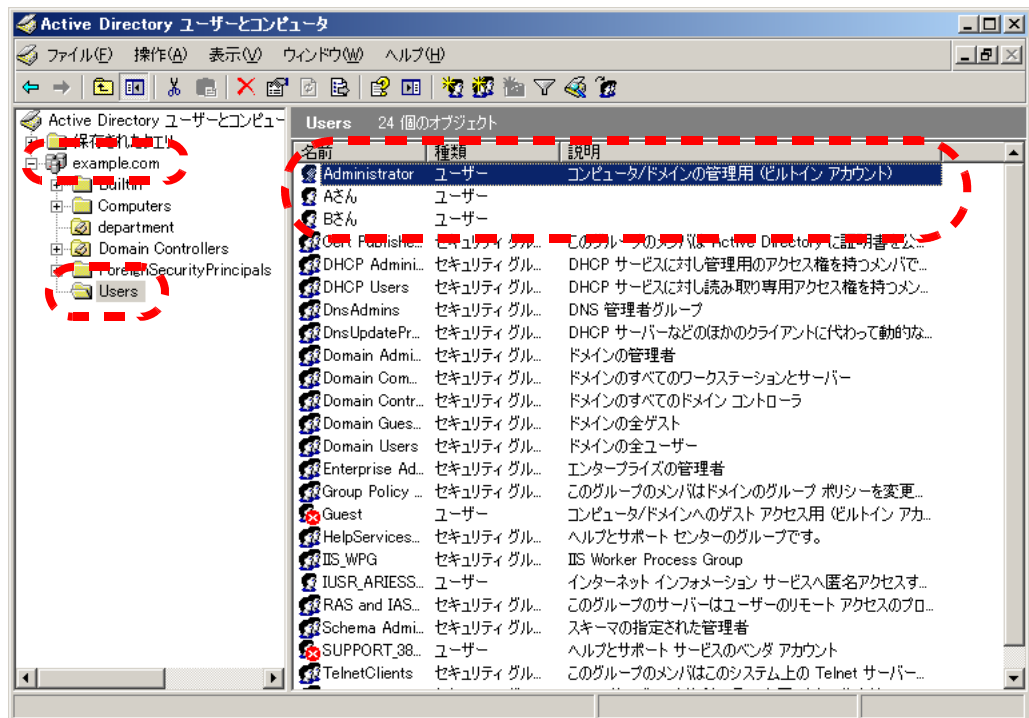 Active Directory ユーザーとコンピュータ
ファイル(F) 操作(A) 表示(V) ウィンドウ(W) ヘルプ(H)
Active Directory ユーザーとコンピュー
example.com
Builtin
Computers
department
Domain Controllers
ForeignSecurityPrincipals
Users
Users 24 個のオブジェクト
名前 種類 説明
Administrator ユーザー コンピュータ/ドメインの管理用 (ビルトイン アカウント)
Aさん ユーザー
Bさん ユーザー
Cert Publishe... セキュリティ グル... このグループのメンバは Active Directory に証明書を公...
DHCP Admini... セキュリティ グル... DHCP サービスに対し管理用のアクセス権を持つメンバで...
DHCP Users セキュリティ グル... DHCP サービスに対し読み取り専用アクセス権を持つメン...
DnsAdmins セキュリティ グル... DNS 管理者グループ
DnsUpdatePr... セキュリティ グル... DHCP サーバーなどのほかのクライアントに代わって動的な...
Domain Admi... セキュリティ グル... ドメインの管理者
Domain Com... セキュリティ グル... ドメインのすべてのワークステーションとサーバー
Domain Contr... セキュリティ グル... ドメインのすべてのドメイン コントローラ
Domain Gues... セキュリティ グル... ドメインの全ゲスト
Domain Users セキュリティ グル... ドメインの全ユーザー
Enterprise Ad... セキュリティ グル... エンタープライズの管理者
Group Policy ... セキュリティ グル... このグループのメンバはドメインのグループ ポリシーを変更...
Guest ユーザー コンピュータ/ドメインへのゲスト アクセス用 (ビルトイン アカ...
HelpServices... セキュリティ グル... ヘルプとサポート センターのグループです。
IIS_WPG セキュリティ グル... IIS Worker Process Group
IUSR_ARIESS... ユーザー インターネット インフォメーション サービスへ匿名アクセスす...
RAS and IAS... セキュリティ グル... このグループのサーバーはユーザーのリモート アクセスのプロ...
Schema Admi... セキュリティ グル... スキーマの指定された管理者
SUPPORT_38... ユーザー ヘルプとサポート サービスのベンダ アカウント
TelnetClients セキュリティ グル... このグループのメンバはこのシステム上の Telnet サーバー...